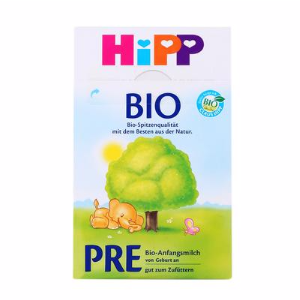 HiPP
BIO
Bio-Spitzenqualität
mit dem Besten aus der Natur.
BIO
PRE
Bio-Anfangsmilch
von Geburt an
gut zum Zufüttern